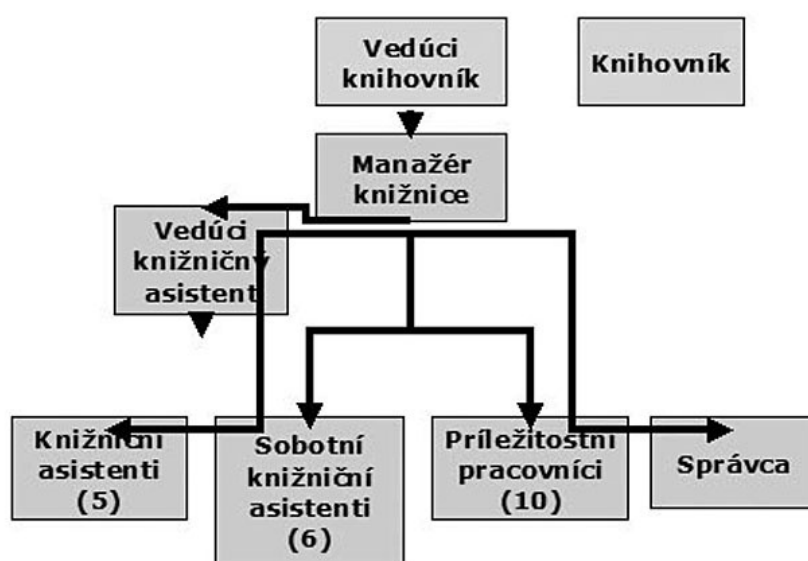 Vedúci
knihovník
Knihovník
Manažér
knižnice
Vedúci
knižničný
asistent
Knižniční
asistenti
(5)
Sobotní
knižniční
asistenti
(6)
Príležitostní
pracovníci
(10)
Správca